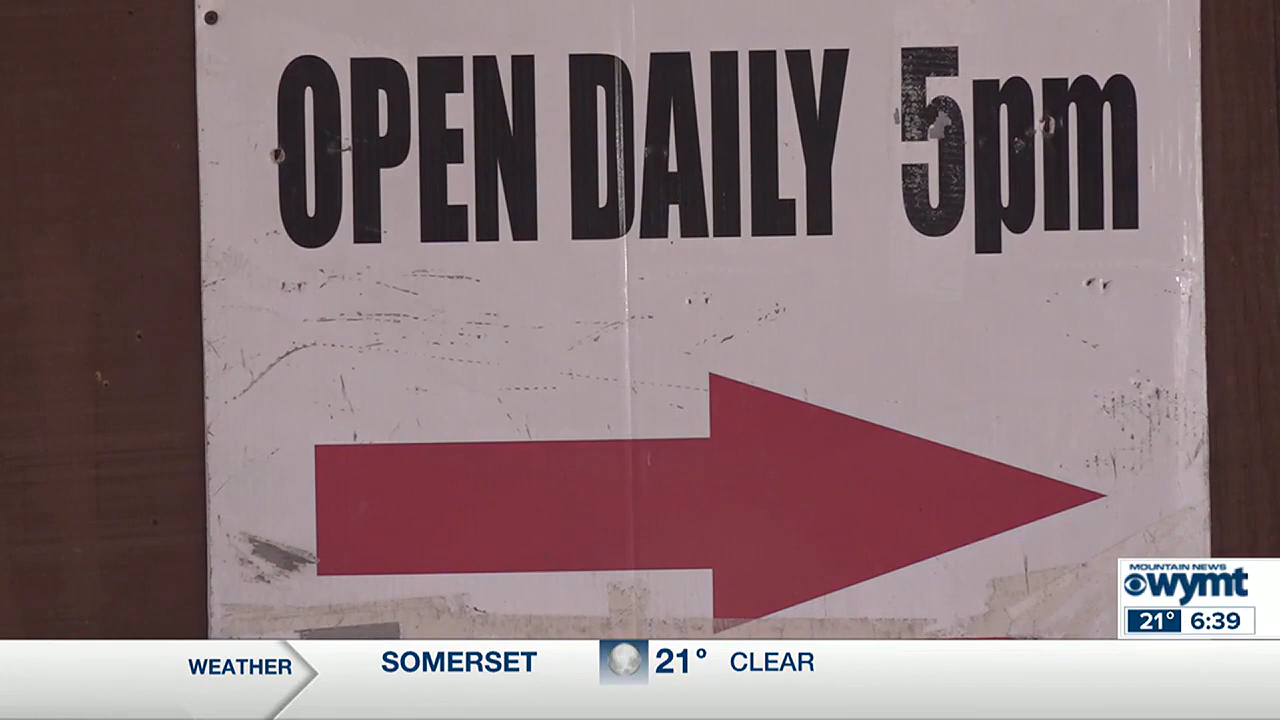 OPEN DAILY 5pm
MOUNTAIN NEWS
wymt
21° 6:39
WEATHER
SOMERSET 21° CLEAR